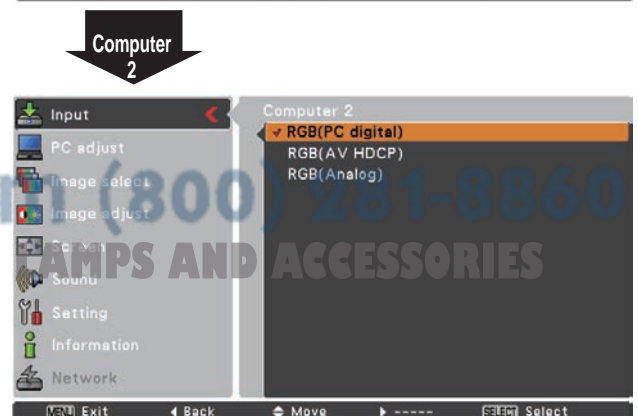 Computer
2
Input
Computer 2
PC adjust
✓ RGB(PC digital)
RGB(AV HDCP)
Image select
RGB(Analog)
m (800) 281-8860
Image adjust
Screen
AMPS AND ACCESSORIES
Sound
Setting
Information
Network
MENU Exit
◀ Back
Move
▶ -----
SELECT Select